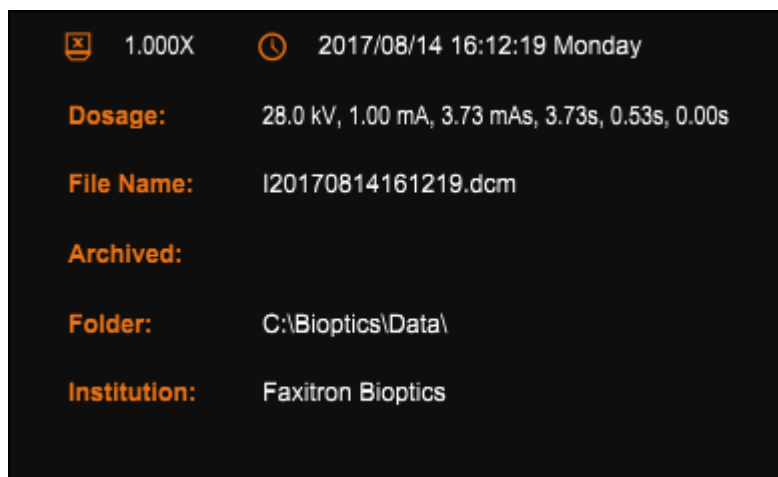 1.000X 2017/08/14 16:12:19 Monday
Dosage: 28.0 kV, 1.00 mA, 3.73 mAs, 3.73s, 0.53s, 0.00s
File Name: I20170814161219.dcm
Archived:
Folder: C:\Bioptics\Data\
Institution: Faxitron Bioptics